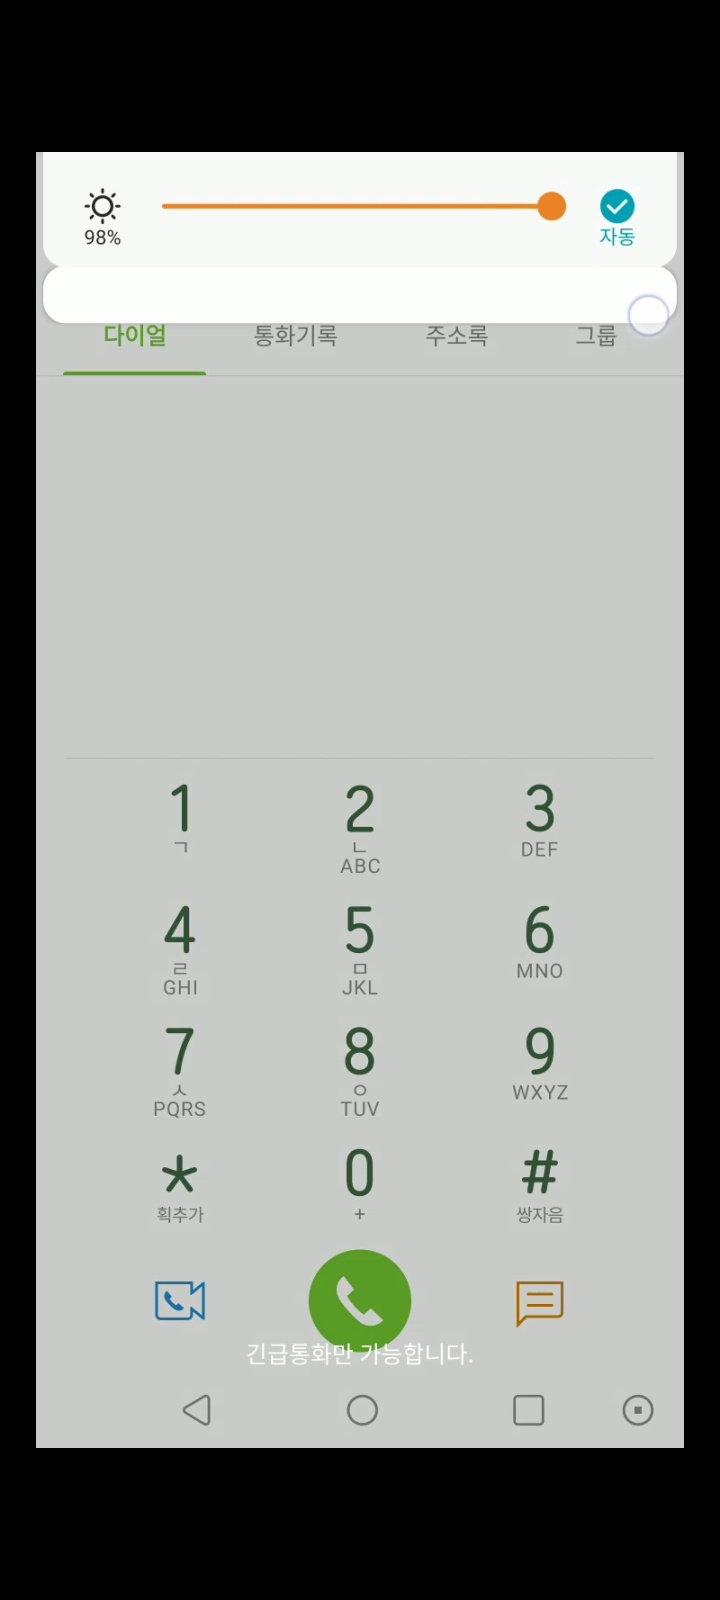 98%
자동
다이얼 통화기록 주소록 그룹
1 2 3
ㄱ ㄴ DEF
ABC
4 5 6
ㄹ ㅁ MNO
GHI JKL
7 8 9
ㅅ ㅇ WXYZ
PQRS TUV
* 0 #
획추가 + 쌍자음
긴급통화만 가능합니다.